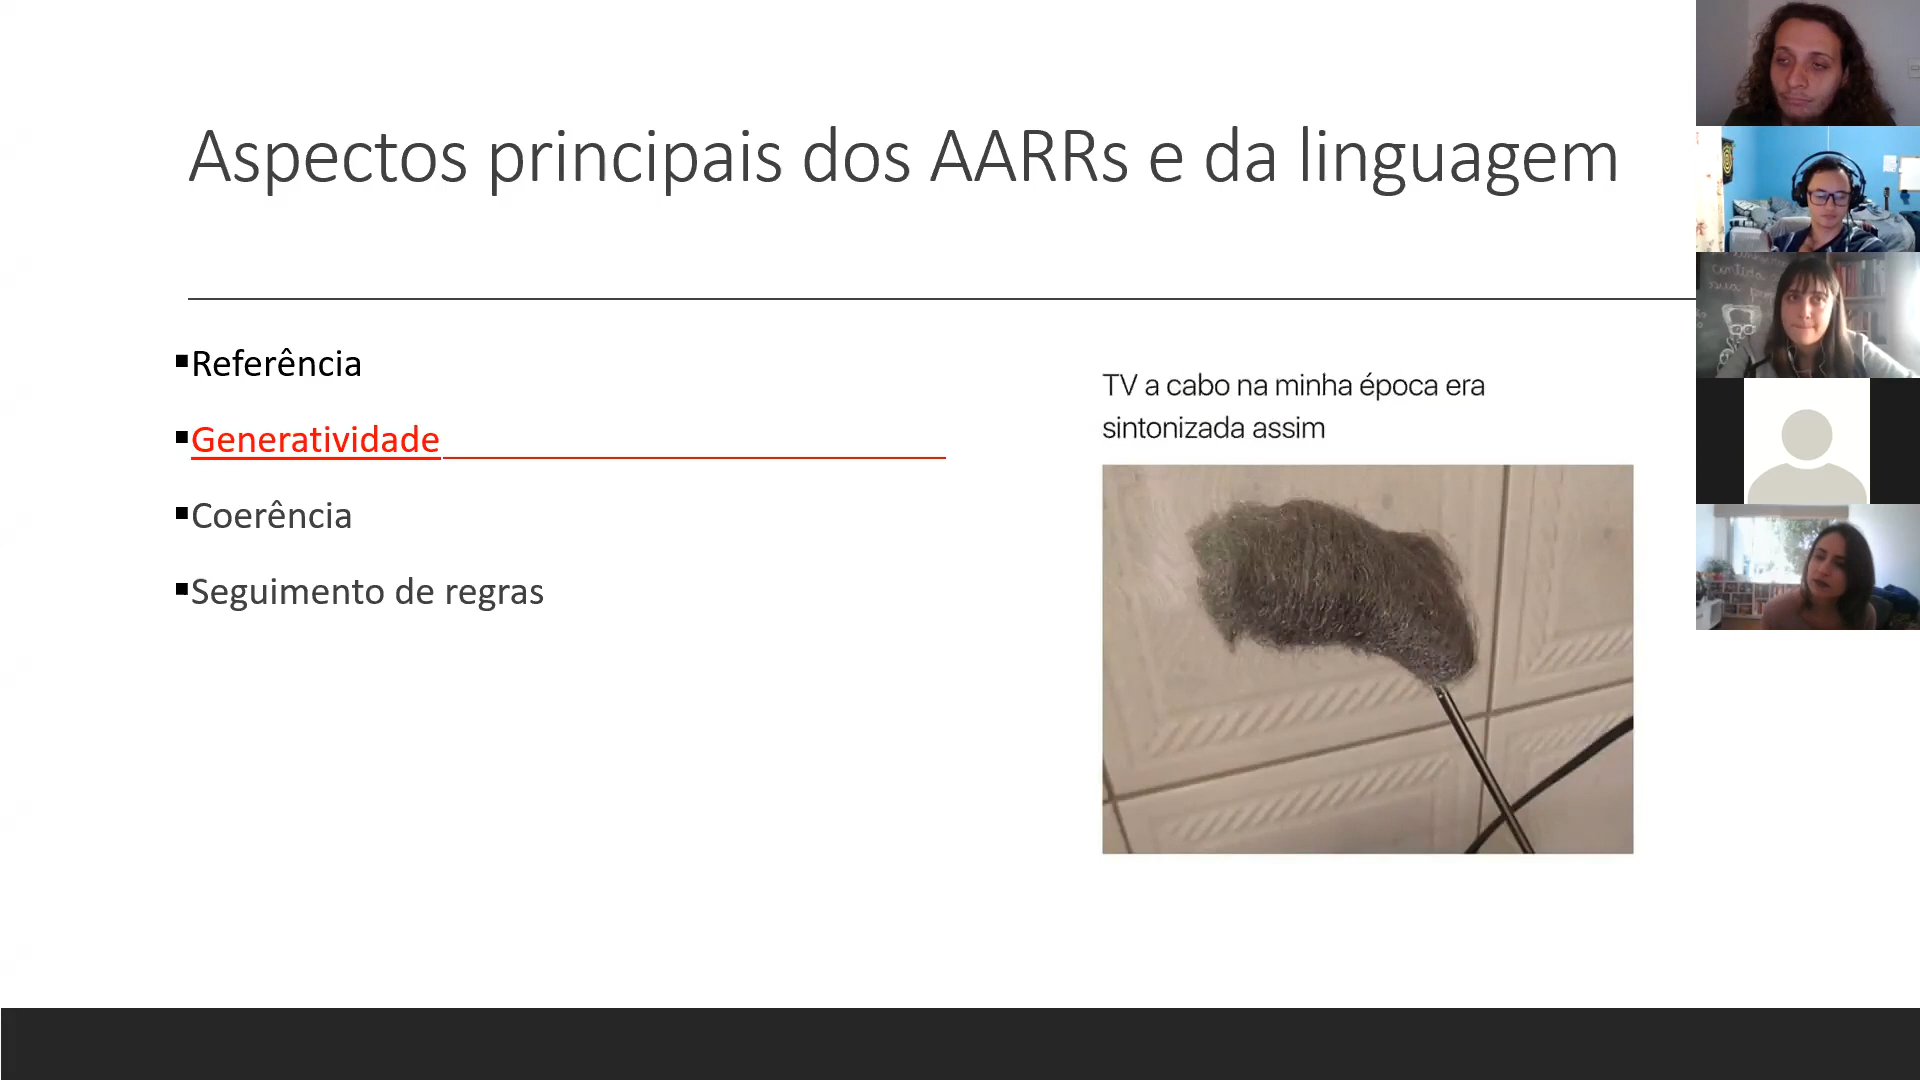 Aspectos principais dos AARRs e da linguagem
▪Referência
▪Generatividade
▪Coerência
▪Seguimento de regras
TV a cabo na minha época era
sintonizada assim